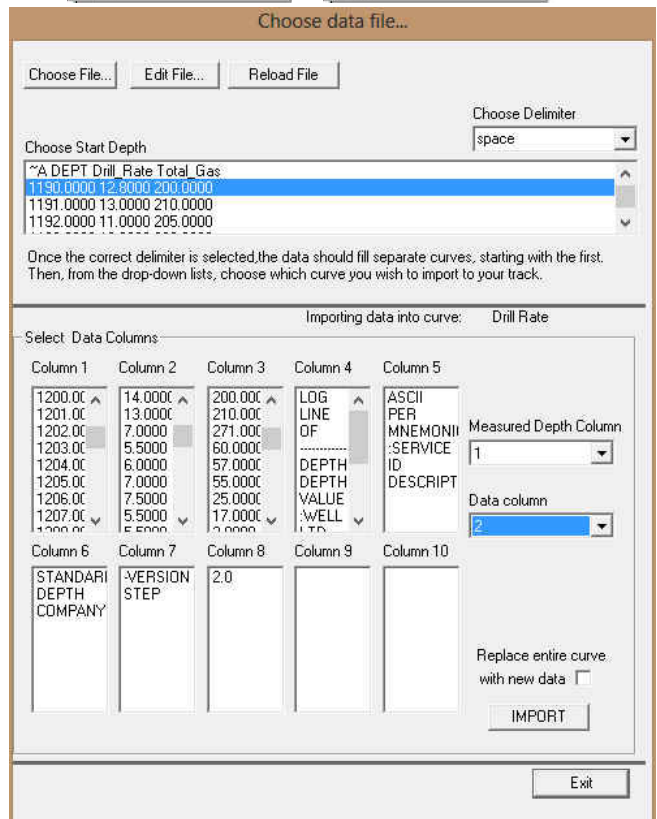 Choose data file...
Choose File...
Edit File...
Reload File
Choose Delimiter
space
Choose Start Depth
~A DEPT Drill_Rate Total_Gas
1190.0000 12.8000 200.0000
1191.0000 13.0000 210.0000
1192.0000 11.0000 205.0000
Once the correct delimiter is selected,the data should fill separate curves, starting with the first.
Then, from the drop-down lists, choose which curve you wish to import to your track.
Importing data into curve: Drill Rate
Select Data Columns
Column 1
1200.00
1201.00
1202.00
1203.00
1204.00
1205.00
1206.00
1207.00
Column 2
14.0000
13.0000
7.0000
5.5000
6.0000
7.0000
7.5000
5.5000
Column 3
200.000
210.000
271.000
60.0000
57.0000
55.0000
25.0000
17.0000
Column 4
LOG
LINE
OF
-----------
DEPTH
DEPTH
VALUE
:WELL
Column 5
ASCII
PER
MNEMONI
:SERVICE
ID
DESCRIPT
Measured Depth Column
1
Data column
2
Column 6
STANDARI
DEPTH
COMPANY
Column 7
-VERSION
STEP
Column 8
2.0
Column 9
Column 10
Replace entire curve
with new data
IMPORT
Exit